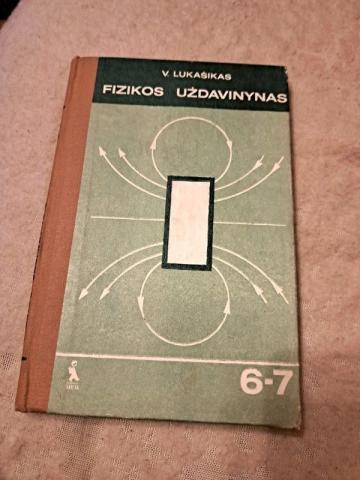 V. LUKAŠIKAS
FIZIKOS UŽDAVINYNAS
6-7